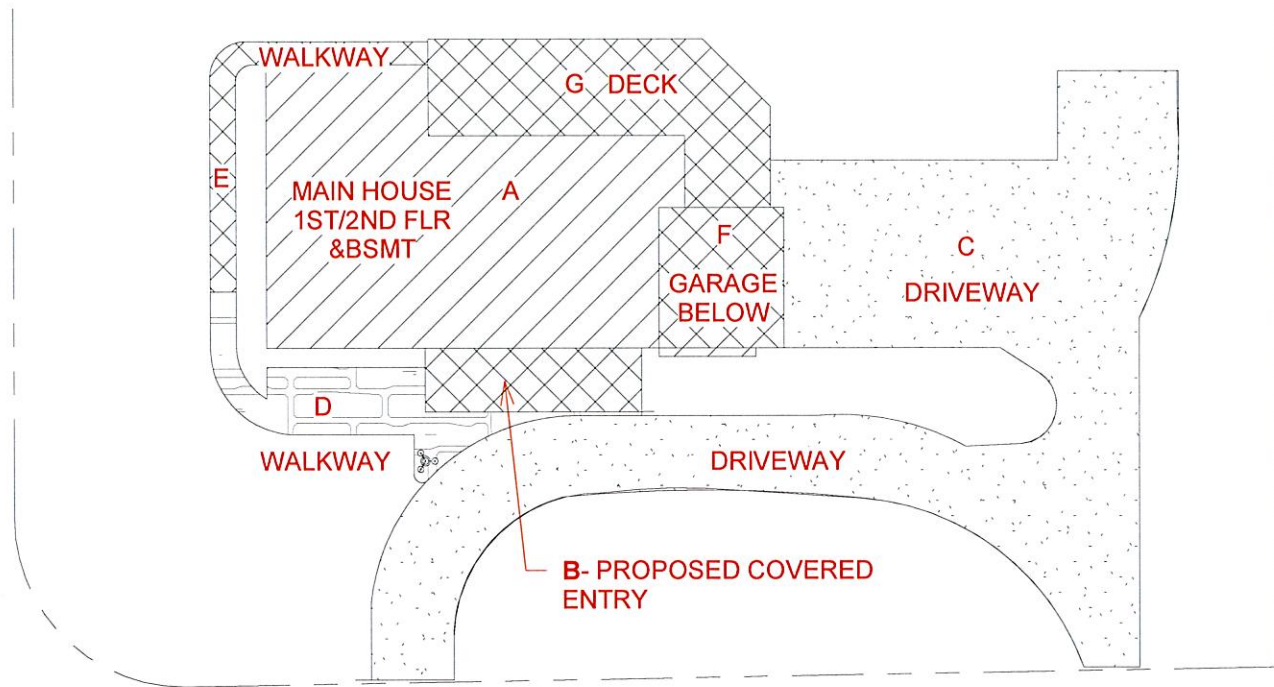 WALKWAY
G DECK
E
MAIN HOUSE
1ST/2ND FLR
&BSMT
A
F
GARAGE
BELOW
C
DRIVEWAY
D
WALKWAY
DRIVEWAY
B- PROPOSED COVERED
ENTRY